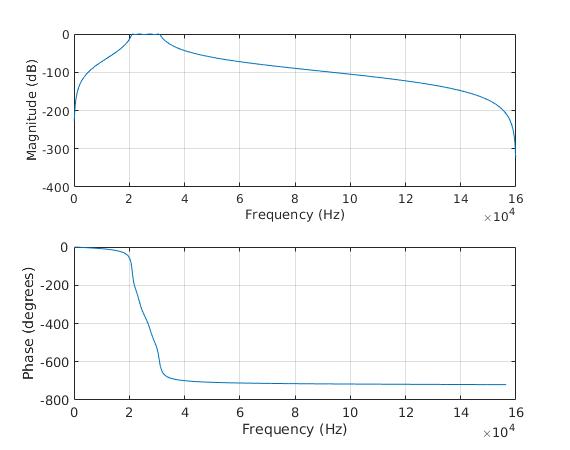 Magnitude (dB)
0
-100
-200
-300
-400
0 2 4 6 8 10 12 14 16
Frequency (Hz)
×10^4
Phase (degrees)
0
-200
-400
-600
-800
0 2 4 6 8 10 12 14 16
Frequency (Hz)
×10^4